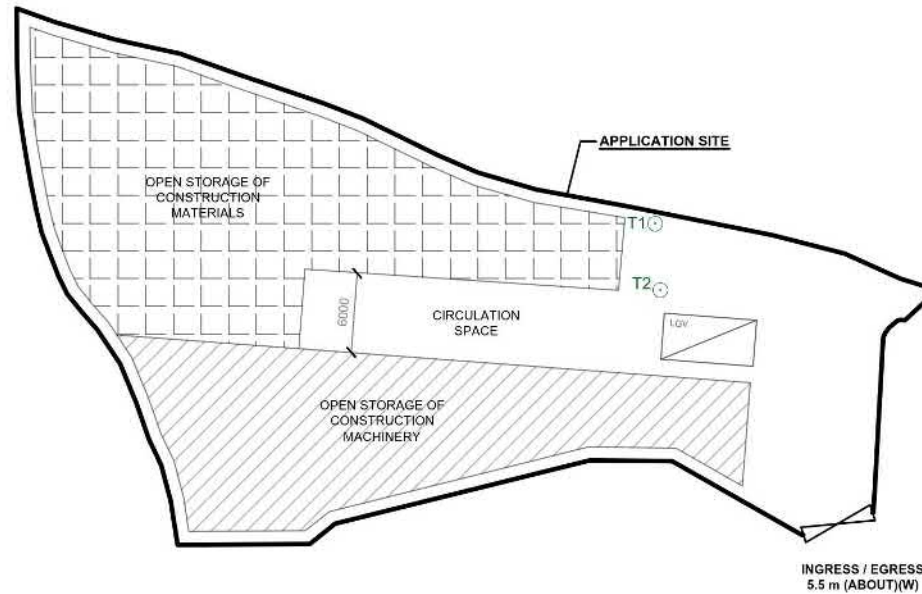 APPLICATION SITE
OPEN STORAGE OF
CONSTRUCTION
MATERIALS
T1
T2
6000
CIRCULATION
SPACE
LGV
OPEN STORAGE OF
CONSTRUCTION
MACHINERY
INGRESS / EGRESS
5.5 m (ABOUT)(W)